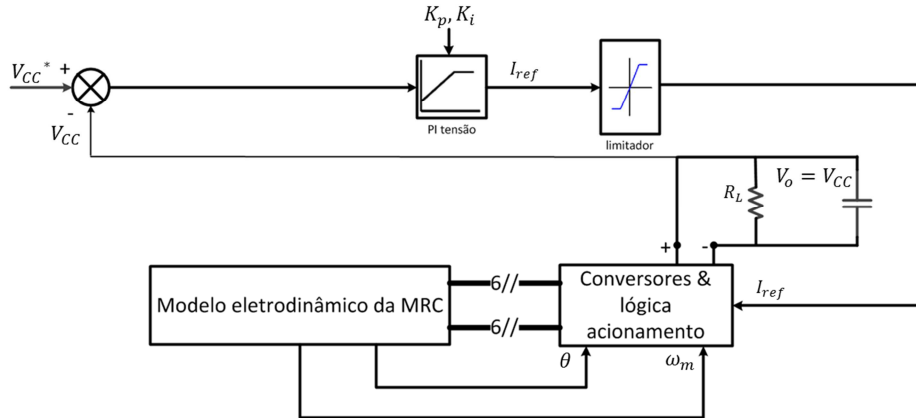 K_p, K_i
V_CC* +
I_ref
-
V_CC
PI tensão
limitador
R_L
V_o = V_CC
+ -
Modelo eletrodinâmico da MRC
6//
6//
Conversores &
lógica
acionamento
I_ref
θ
ω_m